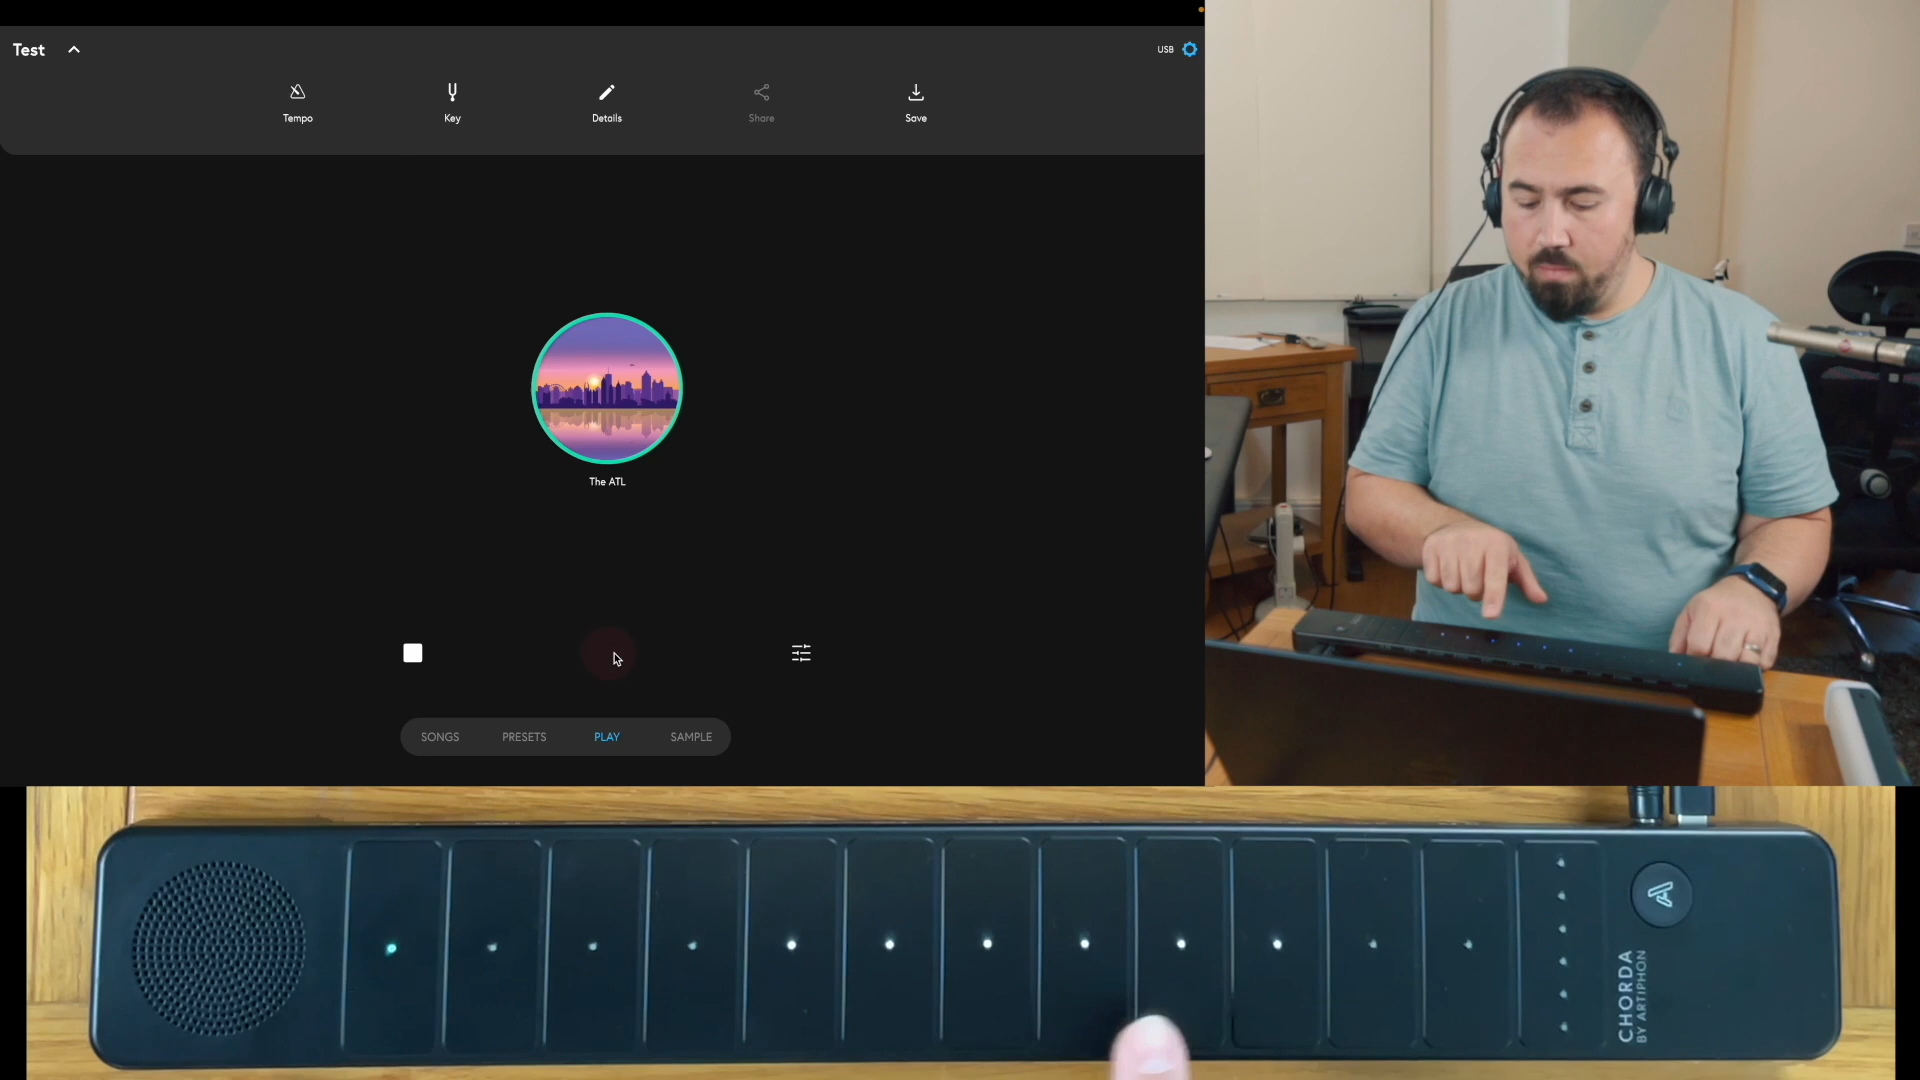 Test
USB
Tempo
Key
Details
Share
Save
The ATL
SONGS
PRESETS
PLAY
SAMPLE
CHORDA
BY ARTIPHON